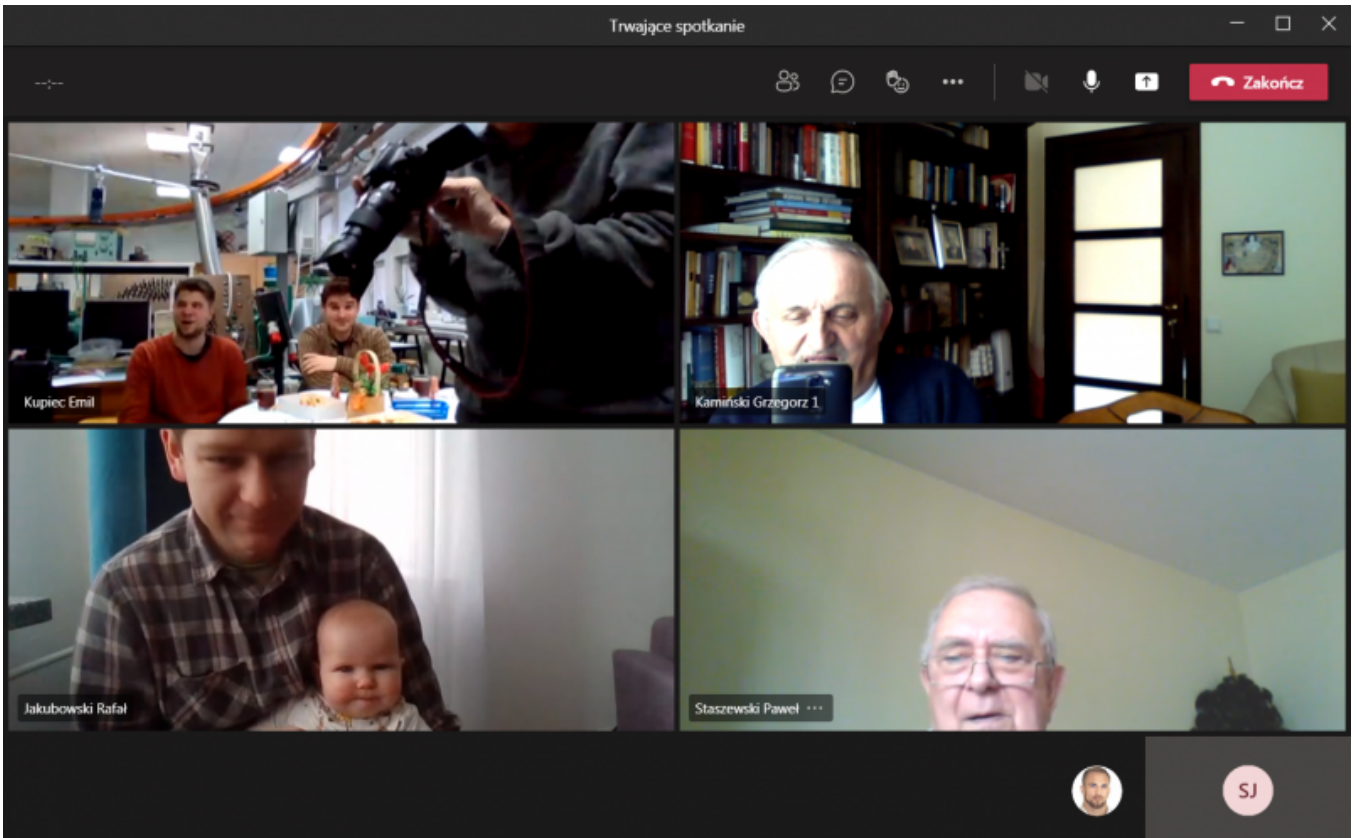 Trwające spotkanie
--:--
Zakończ
Kupiec Emil
Kamiński Grzegorz 1
Jakubowski Rafał
Staszewski Paweł
SJ